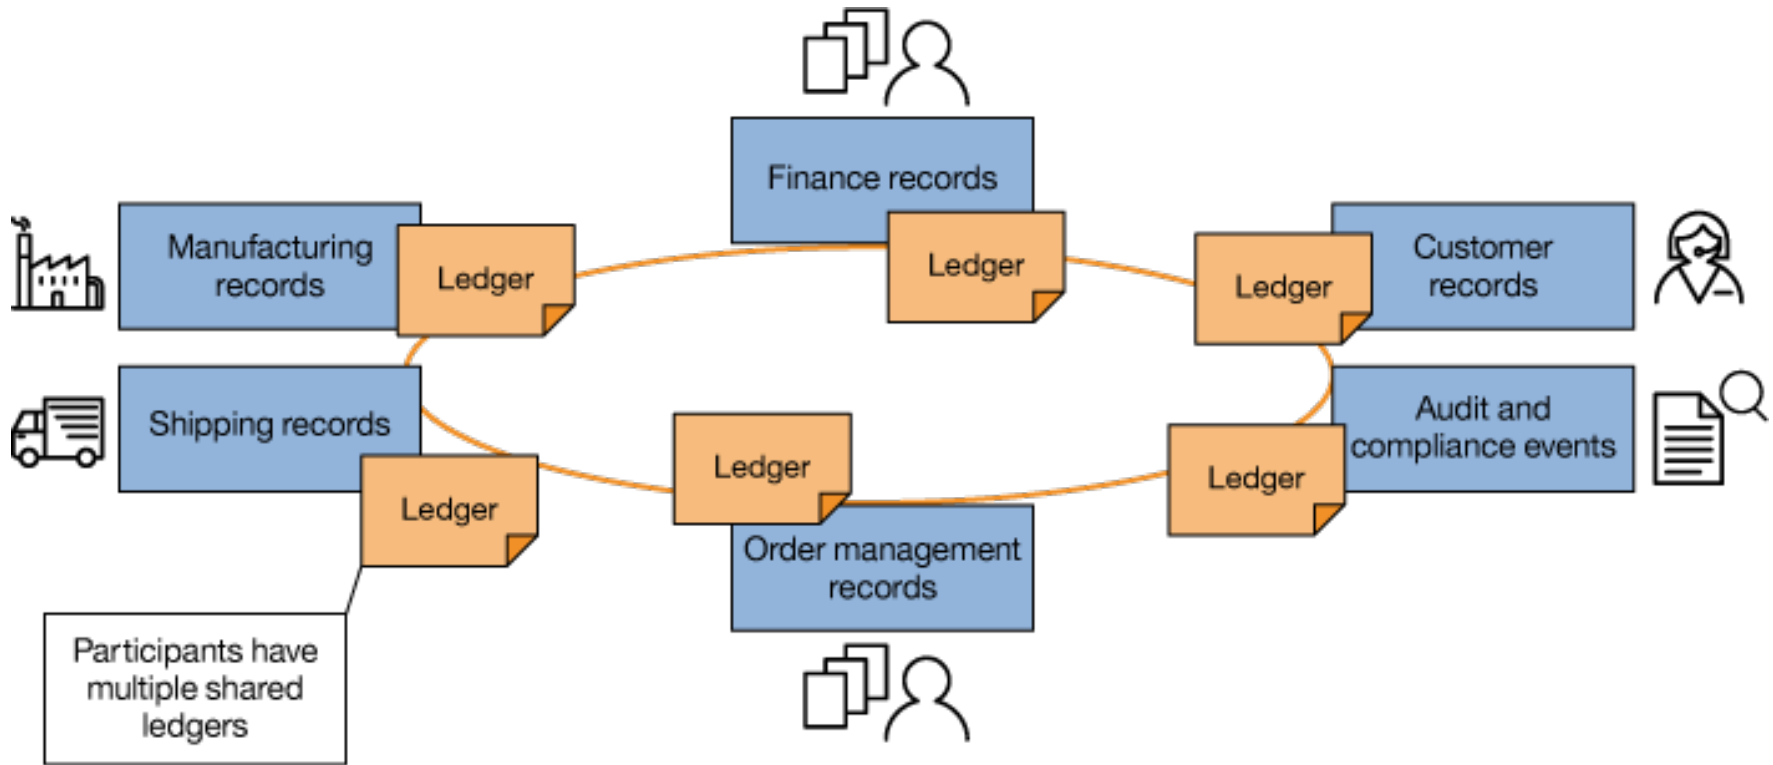 Finance records
Ledger
Manufacturing
records
Ledger
Customer
records
Ledger
Shipping records
Ledger
Audit and
compliance events
Ledger
Ledger
Order management
records
Participants have
multiple shared
ledgers